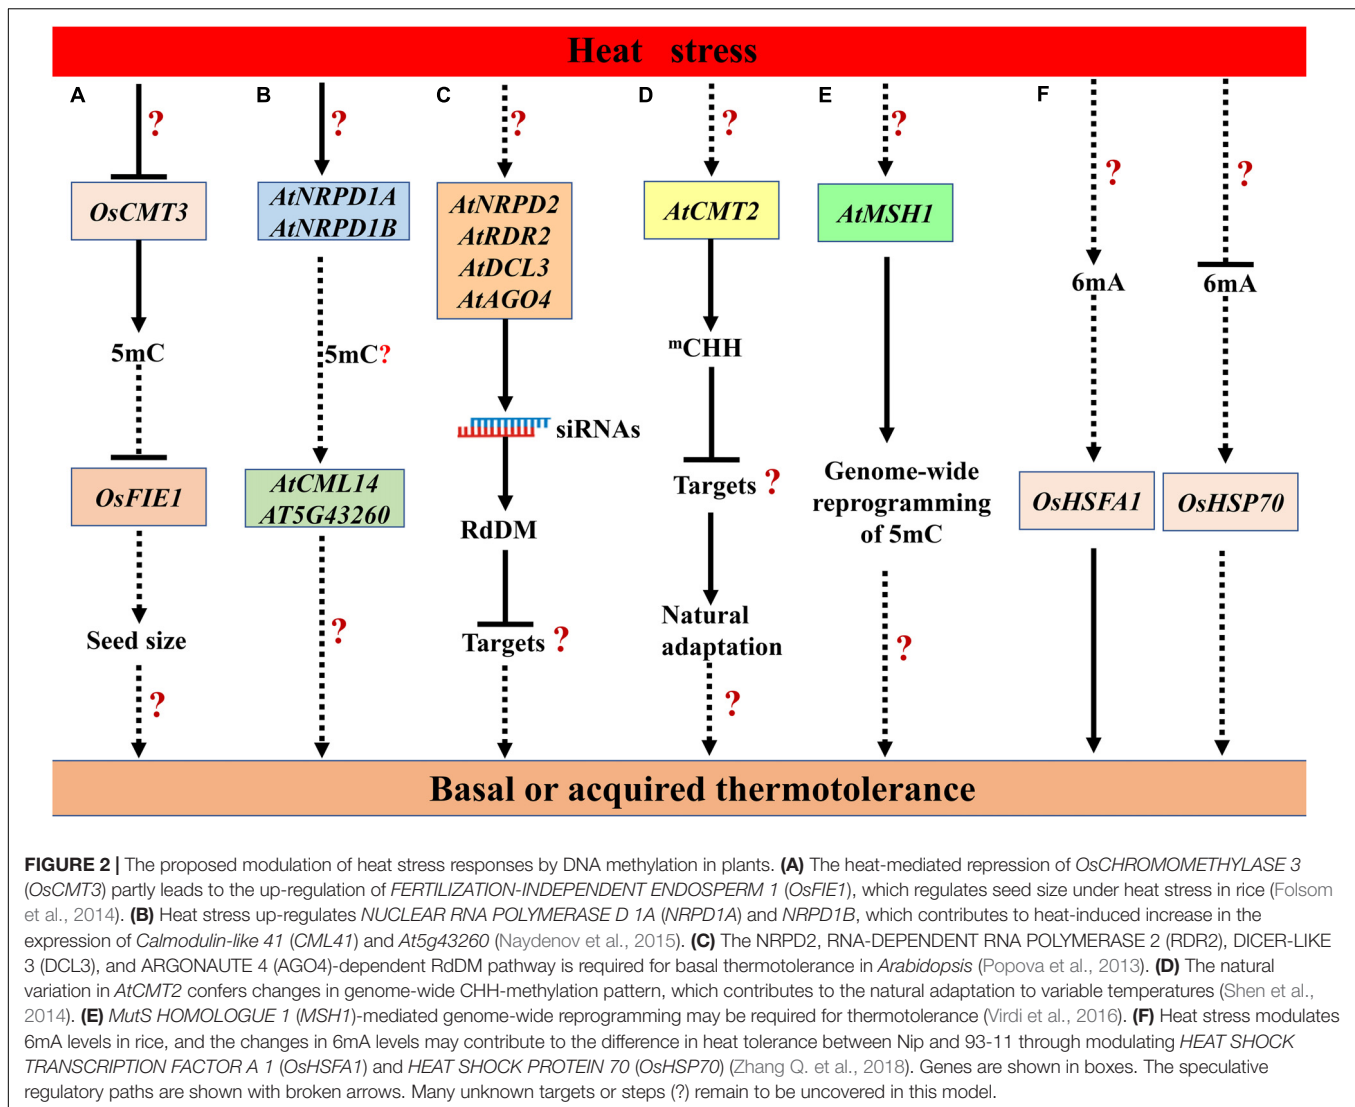 Heat stress
A
B
C
D
E
F
?
?
?
?
?
?
?
OsCMT3
AtNRPD1A
AtNRPD1B
AtNRPD2
AtRDR2
AtDCL3
AtAGO4
AtCMT2
AtMSH1
6mA
6mA
5mC
5mC?
siRNAs
ᵐCHH
OsFIE1
AtCML14
AT5G43260
RdDM
Targets ?
Genome-wide
reprogramming
of 5mC
OsHSFA1
OsHSP70
Seed size
?
Targets ?
Natural
adaptation
?
?
?
Basal or acquired thermotolerance
FIGURE 2 | The proposed modulation of heat stress responses by DNA methylation in plants. (A) The heat-mediated repression of OsCHROMOMETHYLASE 3
(OsCMT3) partly leads to the up-regulation of FERTILIZATION-INDEPENDENT ENDOSPERM 1 (OsFIE1), which regulates seed size under heat stress in rice (Folsom
et al., 2014). (B) Heat stress up-regulates NUCLEAR RNA POLYMERASE D 1A (NRPD1A) and NRPD1B, which contributes to heat-induced increase in the
expression of Calmodulin-like 41 (CML41) and At5g43260 (Naydenov et al., 2015). (C) The NRPD2, RNA-DEPENDENT RNA POLYMERASE 2 (RDR2), DICER-LIKE
3 (DCL3), and ARGONAUTE 4 (AGO4)-dependent RdDM pathway is required for basal thermotolerance in Arabidopsis (Popova et al., 2013). (D) The natural
variation in AtCMT2 confers changes in genome-wide CHH-methylation pattern, which contributes to the natural adaptation to variable temperatures (Shen et al.,
2014). (E) MutS HOMOLOGUE 1 (MSH1)-mediated genome-wide reprogramming may be required for thermotolerance (Virdi et al., 2016). (F) Heat stress modulates
6mA levels in rice, and the changes in 6mA levels may contribute to the difference in heat tolerance between Nip and 93-11 through modulating HEAT SHOCK
TRANSCRIPTION FACTOR A 1 (OsHSFA1) and HEAT SHOCK PROTEIN 70 (OsHSP70) (Zhang Q. et al., 2018). Genes are shown in boxes. The speculative
regulatory paths are shown with broken arrows. Many unknown targets or steps (?) remain to be uncovered in this model.